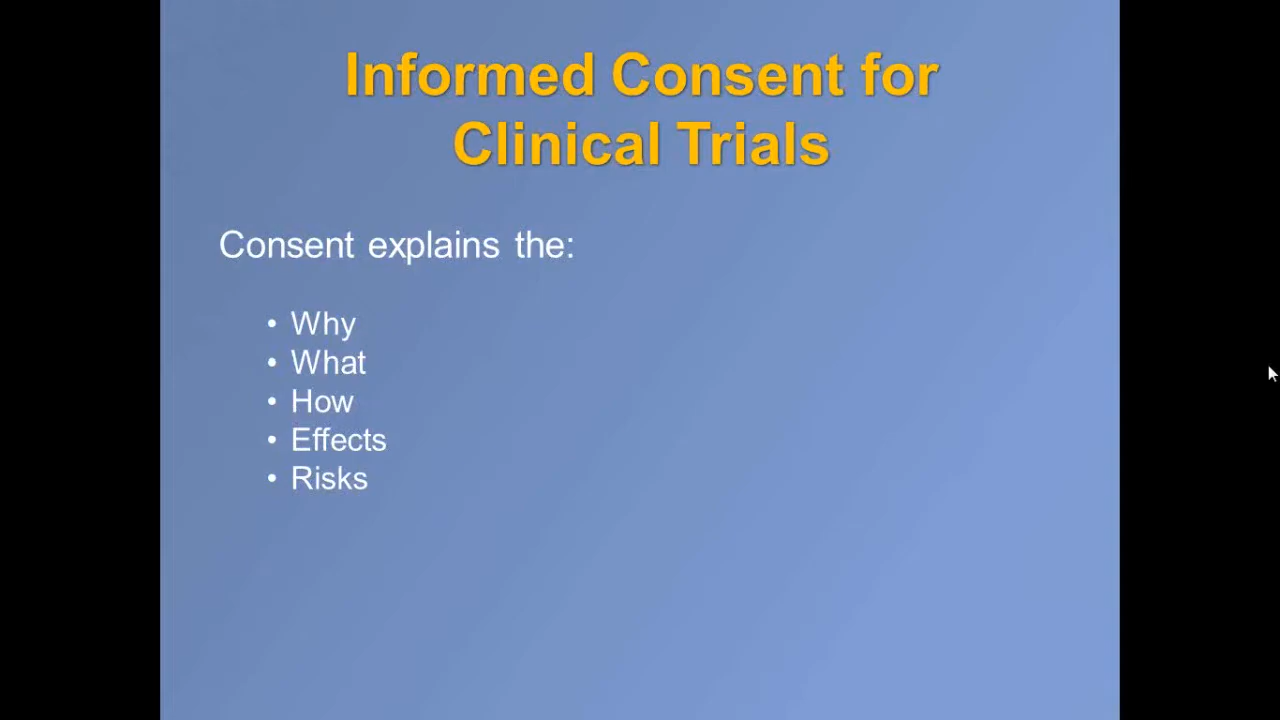 Informed Consent for
Clinical Trials
Consent explains the:
• Why
• What
• How
• Effects
• Risks